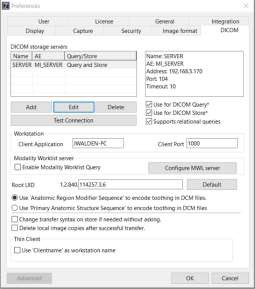 Preferences
User License General Integration
Display Capture Security Image format DICOM
DICOM storage servers
Name AE Query/Store
SERVER MI_SERVER Query and Store
Name: SERVER
AE: MI_SERVER
Address: 192.168.5.170
Port: 104
Timeout: 10
Add Edit Delete
Test Connection
Use for DICOM Query*
Use for DICOM Store*
Supports relational queries
Workstation
Client Application IWALDEN-PC Client Port 1000
Modality Worklist server
Enable Modality Worklist Query Configure MWL server
Root UID 1.2.840.114257.3.6 Default
Use 'Anatomic Region Modifier Sequence' to encode toothing in DCM files.
Use 'Primary Anatomic Structure Sequence' to encode toothing in DCM files
Change transfer syntax on store if needed without asking.
Delete local image copies after successful transfer.
Thin Client
Use 'Clientname' as workstation name
Advanced OK Cancel